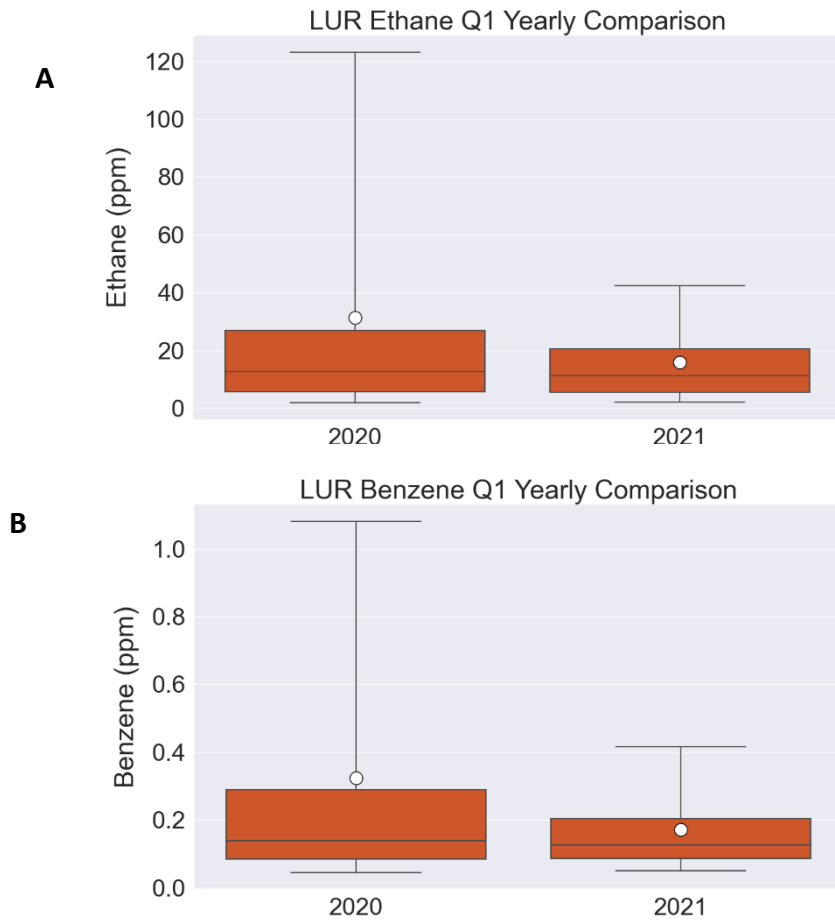 LUR Ethane Q1 Yearly Comparison
A
120
100
80
60
40
20
0
Ethane (ppm)
2020 2021
LUR Benzene Q1 Yearly Comparison
B
1.0
0.8
0.6
0.4
0.2
0.0
Benzene (ppm)
2020 2021